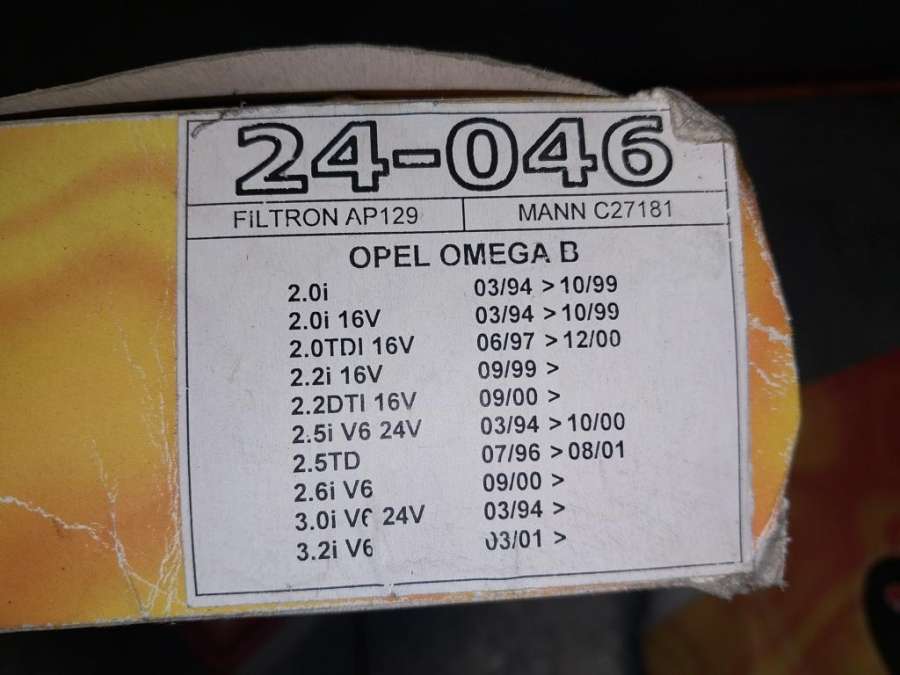 24-046
FILTRON AP129 MANN C27181
OPEL OMEGA B
2.0i 03/94 > 10/99
2.0i 16V 03/94 > 10/99
2.0TDI 16V 06/97 > 12/00
2.2i 16V 09/99 >
2.2DTI 16V 09/00 >
2.5i V6 24V 03/94 > 10/00
2.5TD 07/96 > 08/01
2.6i V6 09/00 >
3.0i V6 24V 03/94 >
3.2i V6 03/01 >